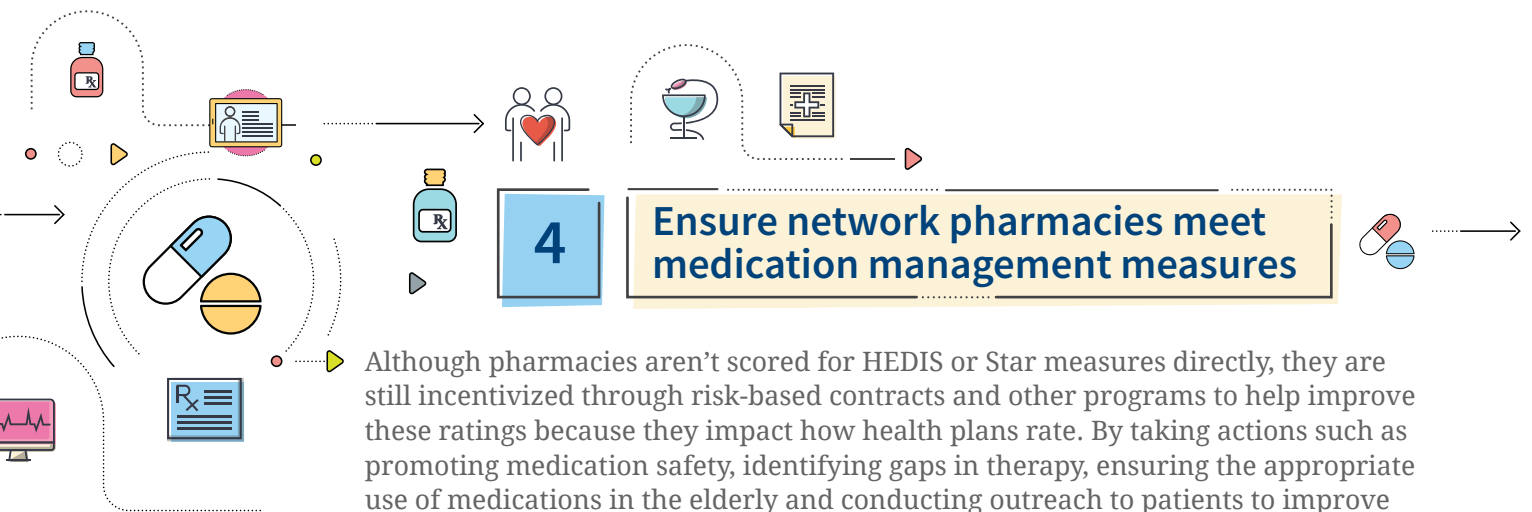 Rx
Rx
4
Ensure network pharmacies meet
medication management measures
Although pharmacies aren’t scored for HEDIS or Star measures directly, they are
Rx
still incentivized through risk-based contracts and other programs to help improve
these ratings because they impact how health plans rate. By taking actions such as
promoting medication safety, identifying gaps in therapy, ensuring the appropriate
use of medications in the elderly and conducting outreach to patients to improve